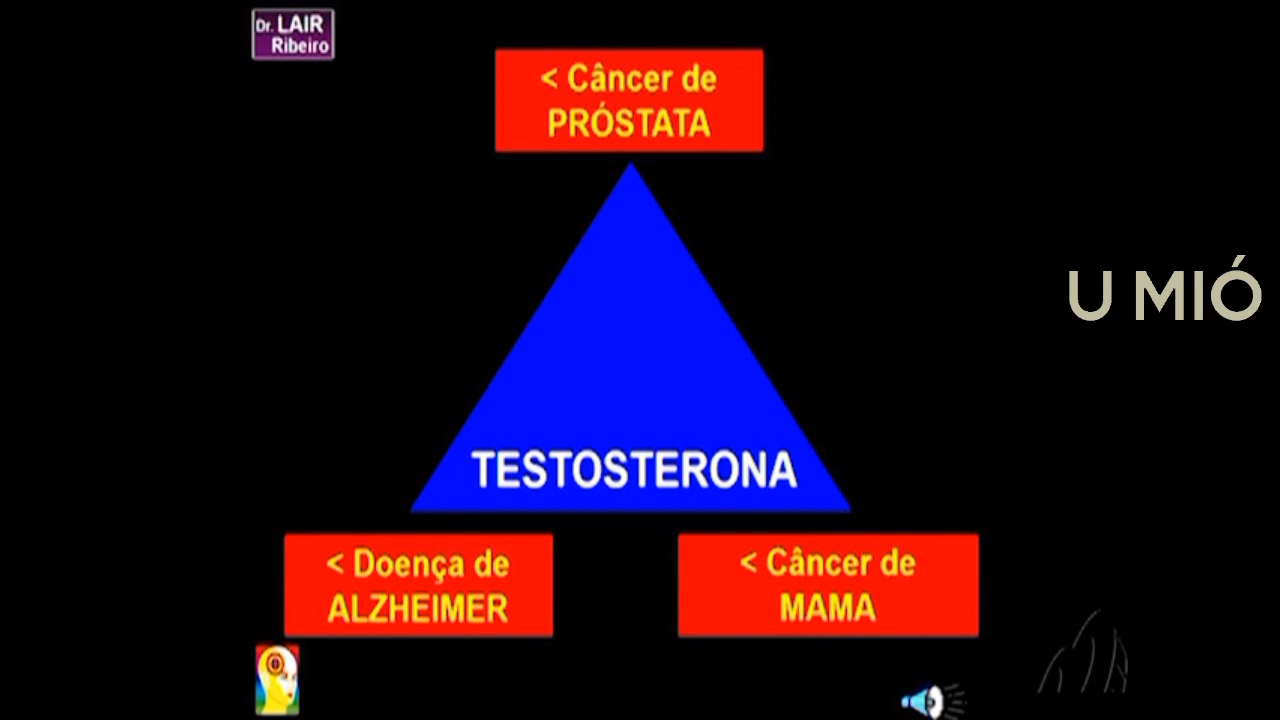 Dr. LAIR
Ribeiro
< Câncer de
PRÓSTATA
U MIÓ
TESTOSTERONA
< Doença de
ALZHEIMER
< Câncer de
MAMA